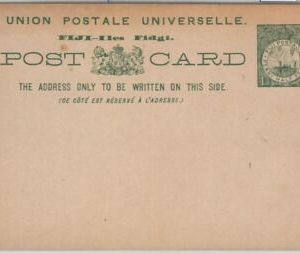 UNION POSTALE UNIVERSELLE.
FIJI-Iles Fidgi.
POST CARD
THE ADDRESS ONLY TO BE WRITTEN ON THIS SIDE.
(CE CÔTÉ EST RÉSERVÉ À L'ADRESSE.)